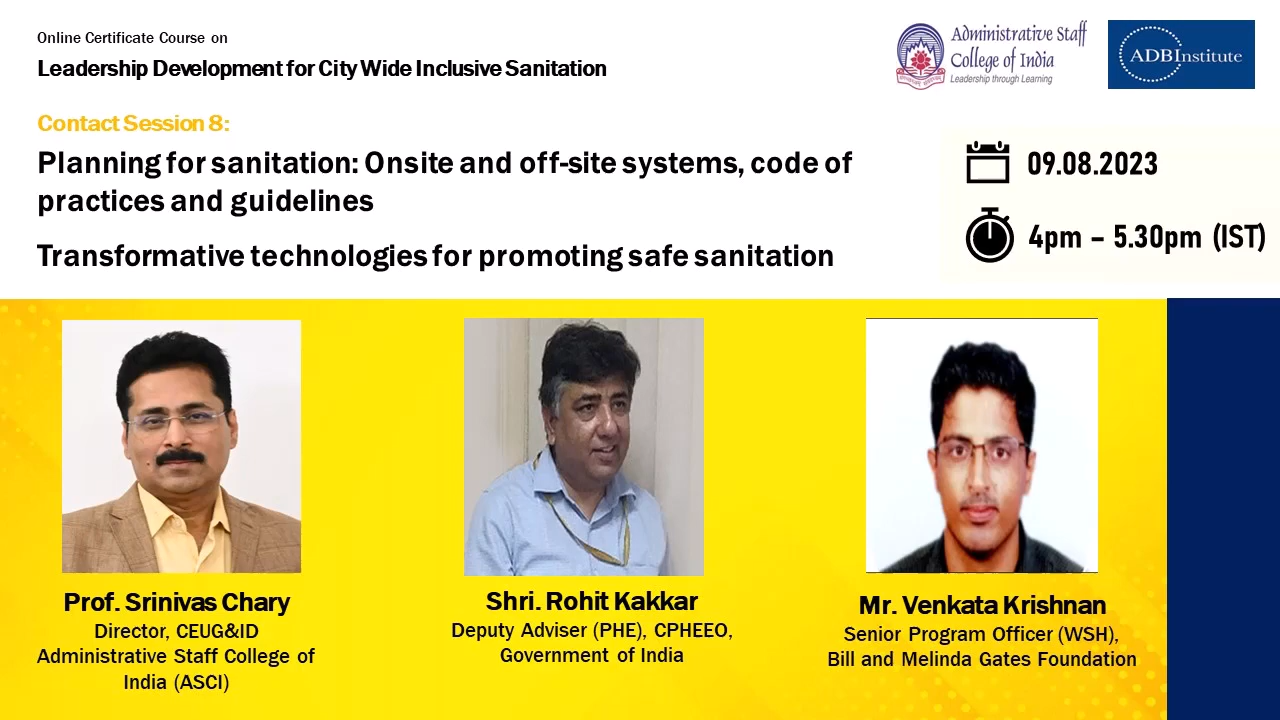 Online Certificate Course on
Leadership Development for City Wide Inclusive Sanitation
Administrative Staff
College of India
Leadership through Learning
ADBInstitute
Contact Session 8:
Planning for sanitation: Onsite and off-site systems, code of
practices and guidelines
Transformative technologies for promoting safe sanitation
09.08.2023
4pm – 5.30pm (IST)
Prof. Srinivas Chary
Director, CEUG&ID
Administrative Staff College of
India (ASCI)
Shri. Rohit Kakkar
Deputy Adviser (PHE), CPHEEO,
Government of India
Mr. Venkata Krishnan
Senior Program Officer (WSH),
Bill and Melinda Gates Foundation